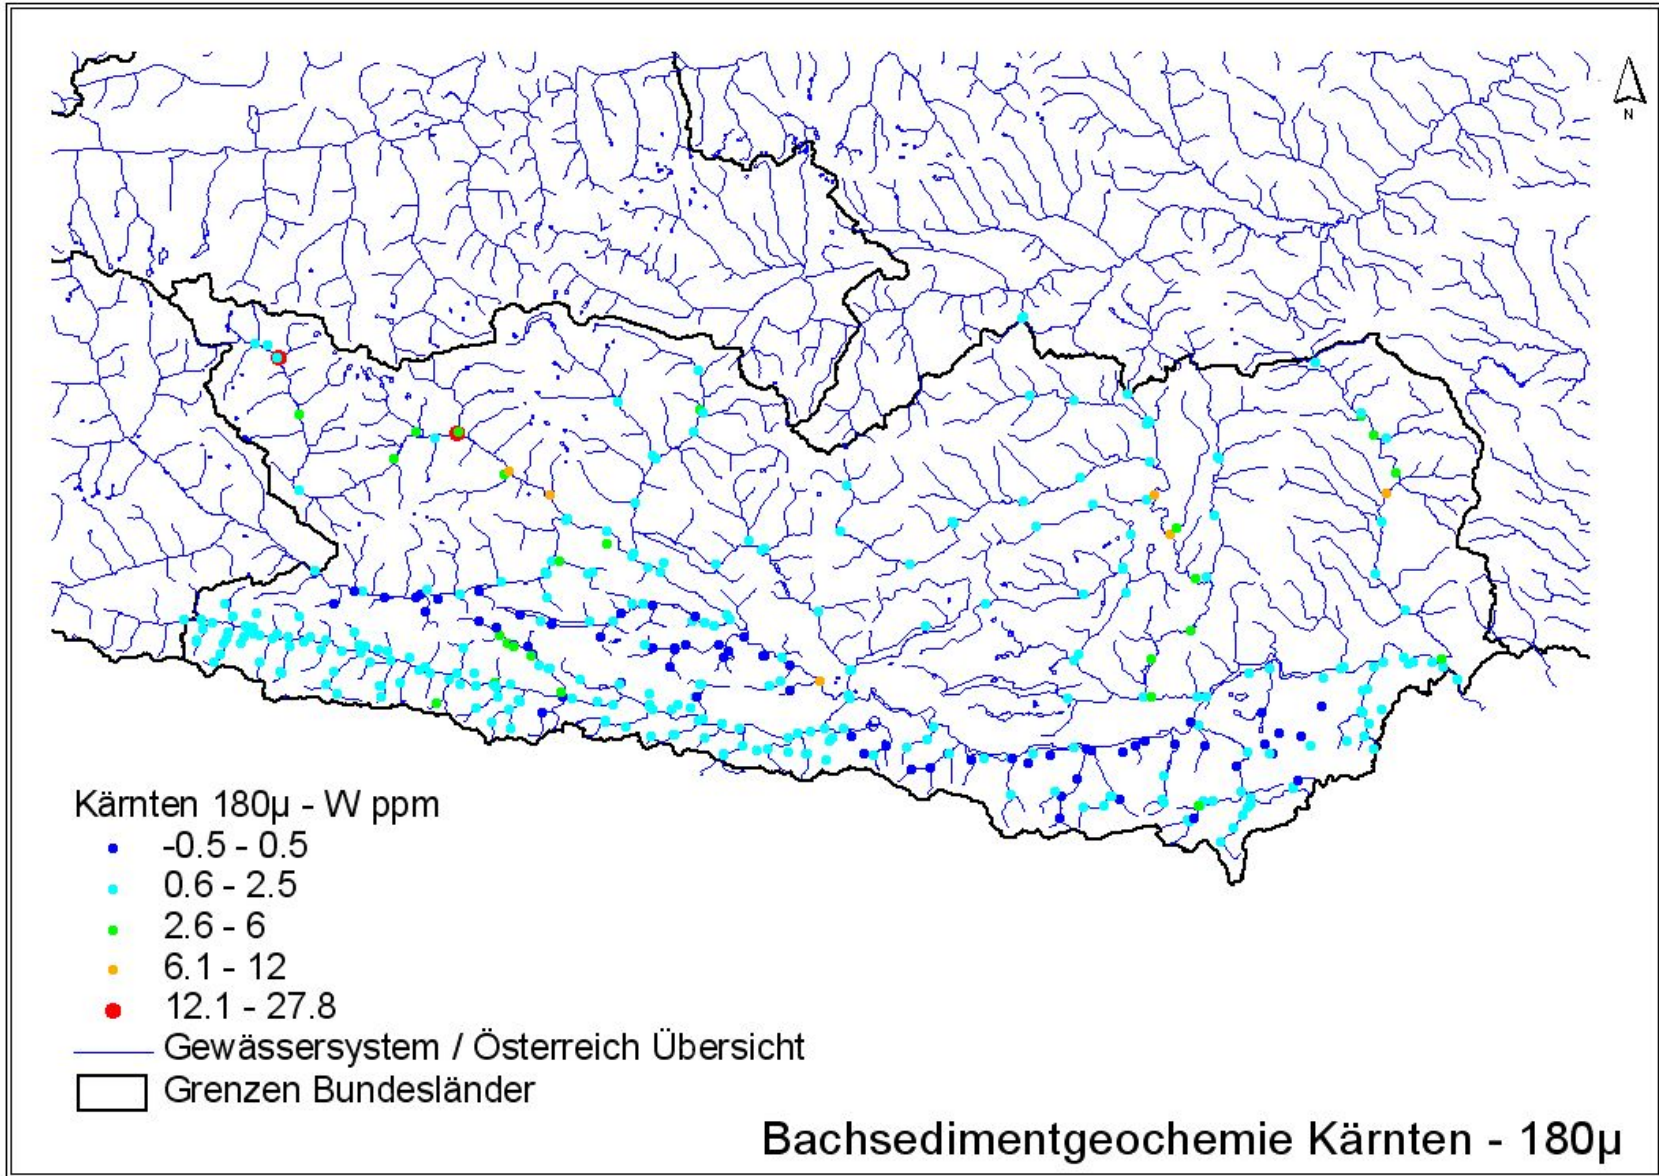 N
Kärnten 180µ - W ppm
-0.5 - 0.5
0.6 - 2.5
2.6 - 6
6.1 - 12
12.1 - 27.8
Gewässersystem / Österreich Übersicht
Grenzen Bundesländer
Bachsedimentgeochemie Kärnten - 180µ